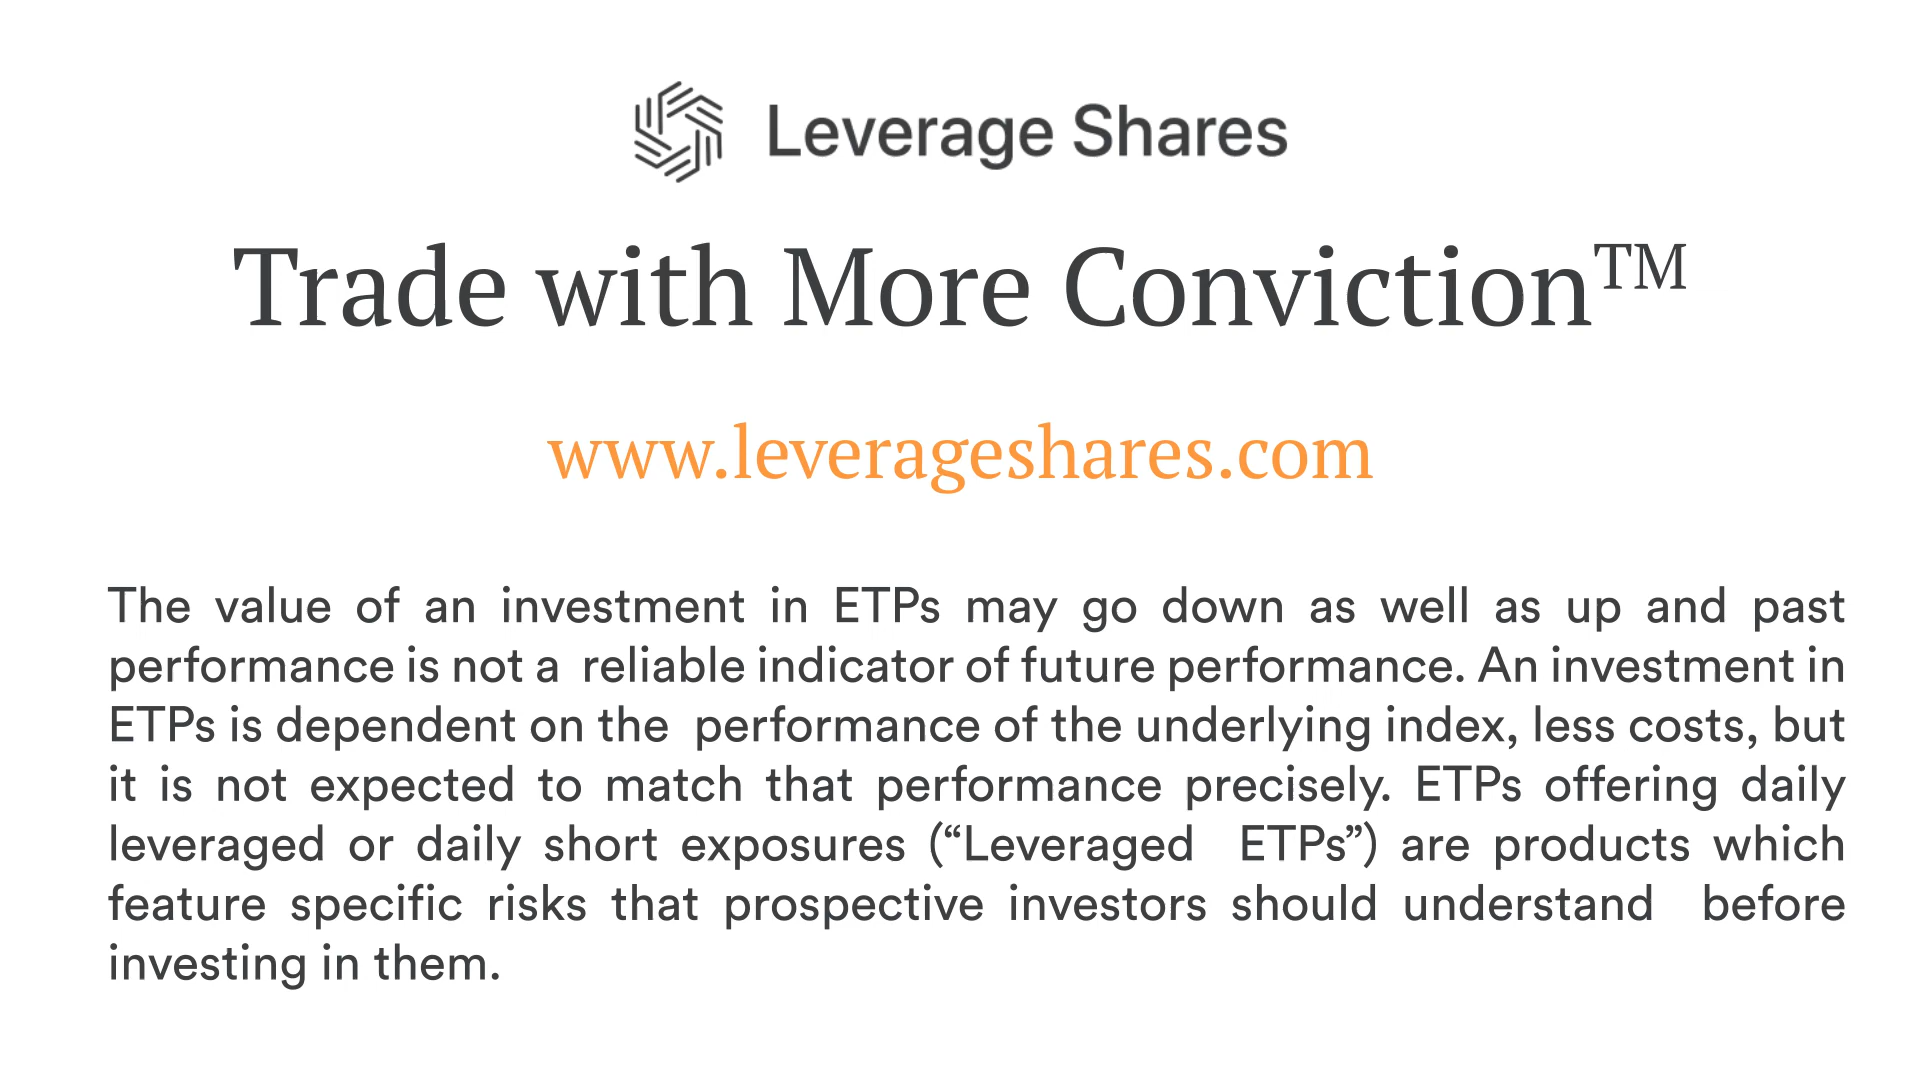 Leverage Shares
Trade with More Conviction™
www.leverageshares.com
The value of an investment in ETPs may go down as well as up and past
performance is not a reliable indicator of future performance. An investment in
ETPs is dependent on the performance of the underlying index, less costs, but
it is not expected to match that performance precisely. ETPs offering daily
leveraged or daily short exposures (“Leveraged ETPs”) are products which
feature specific risks that prospective investors should understand before
investing in them.